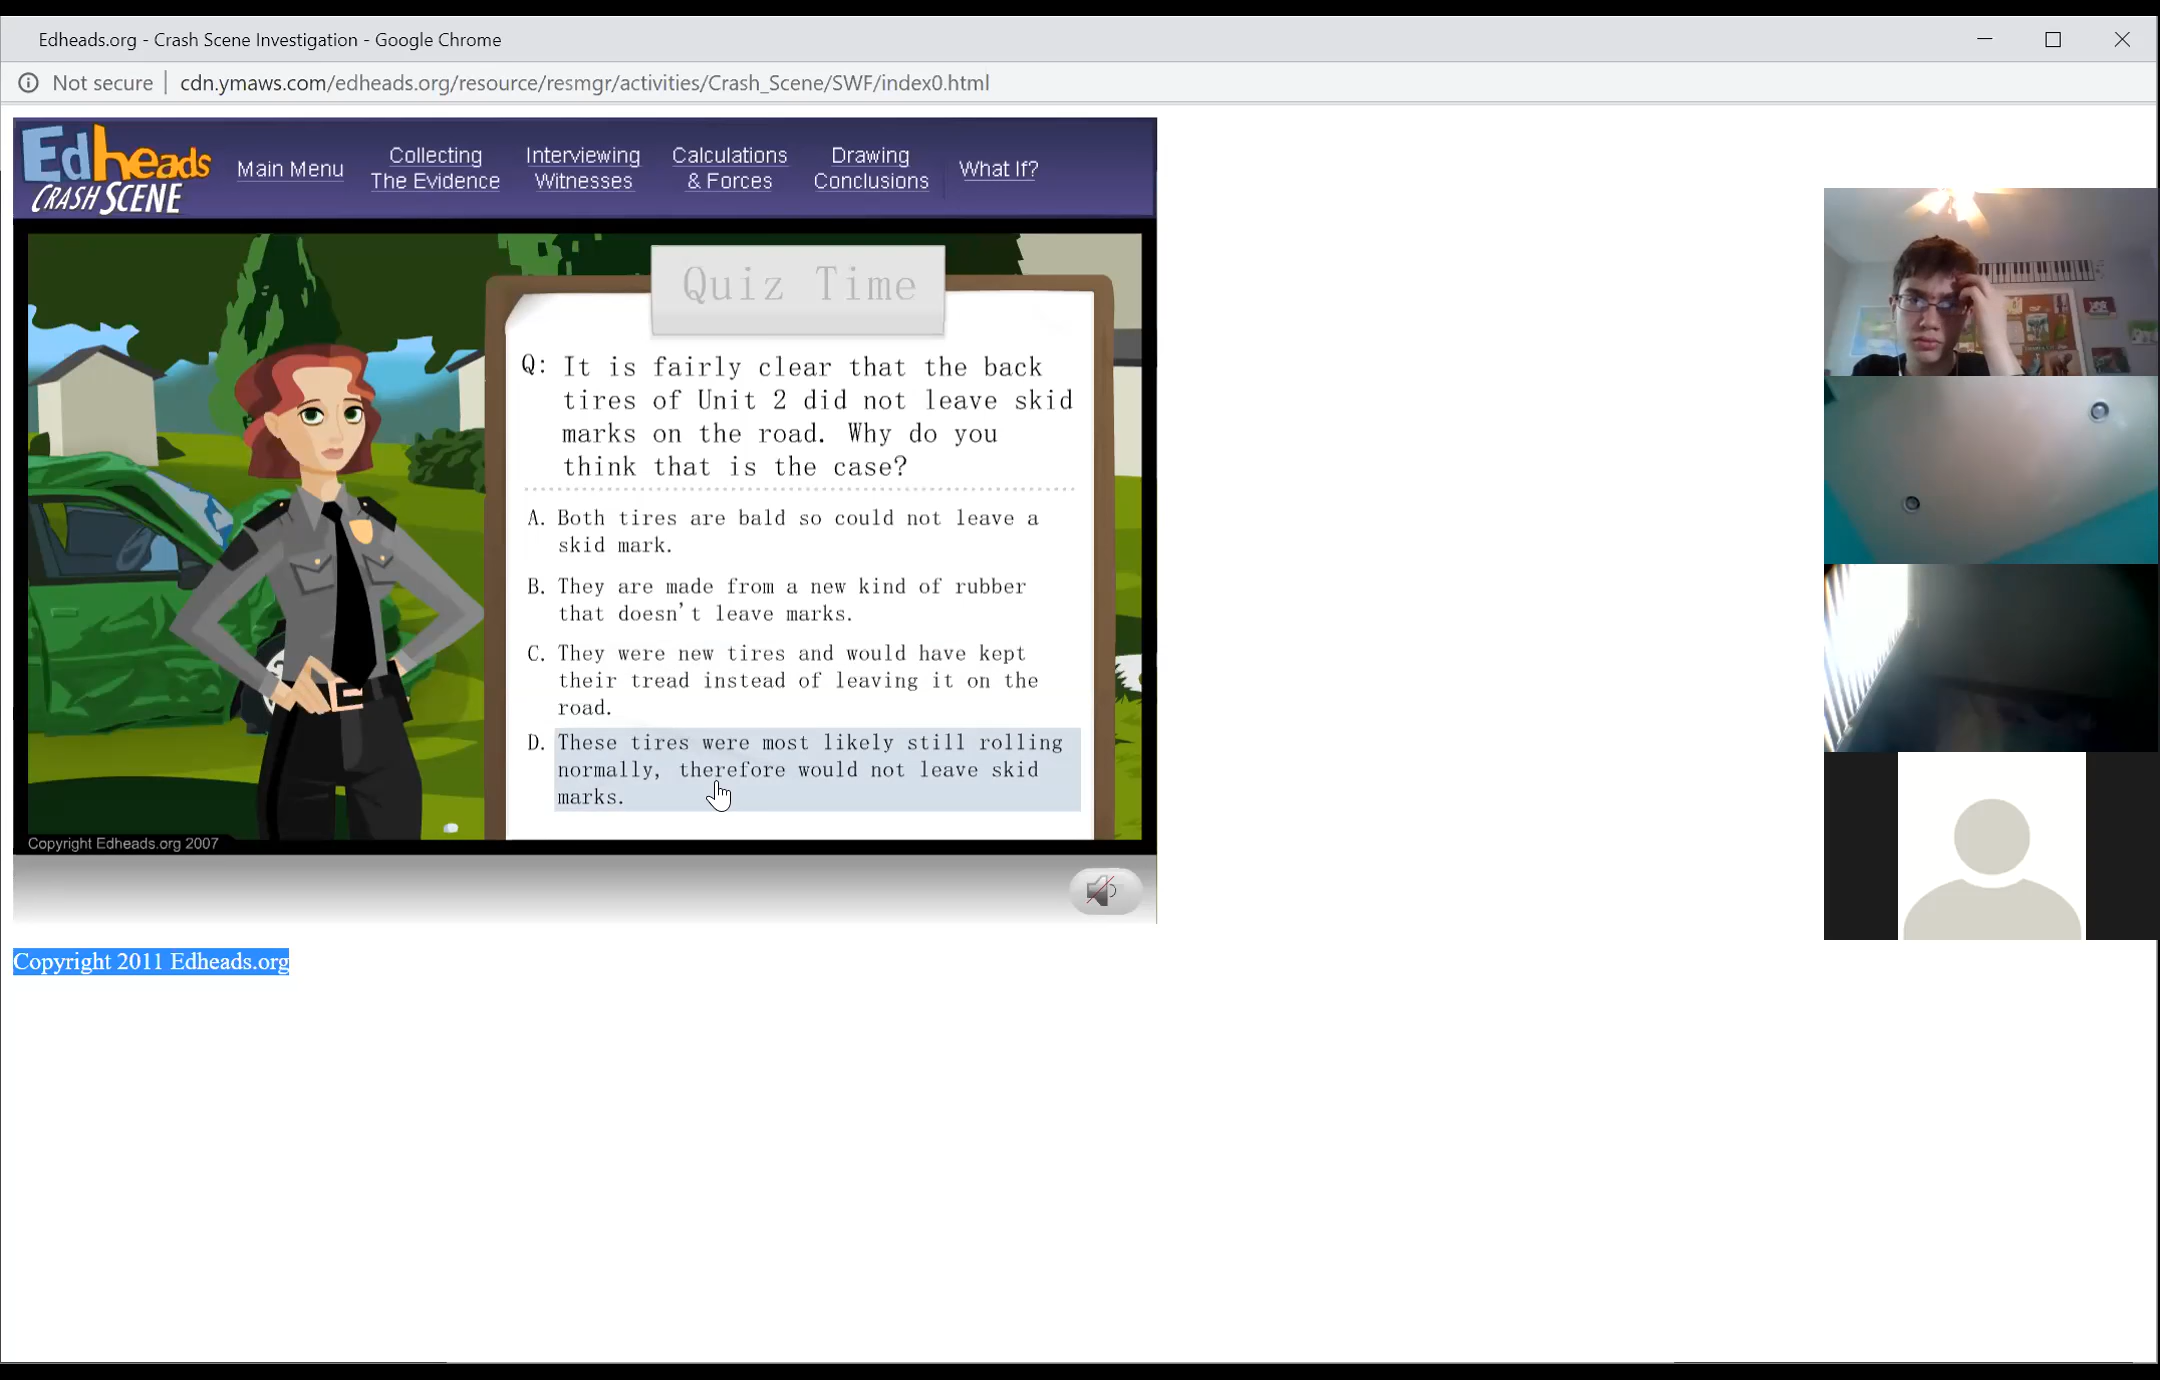 Edheads.org - Crash Scene Investigation - Google Chrome
Not secure | cdn.ymaws.com/edheads.org/resource/resmgr/activities/Crash_Scene/SWF/index0.html
Edheads
CRASH SCENE
Main Menu
Collecting
The Evidence
Interviewing
Witnesses
Calculations
& Forces
Drawing
Conclusions
What If?
Quiz Time
Q: It is fairly clear that the back
tires of Unit 2 did not leave skid
marks on the road. Why do you
think that is the case?
A. Both tires are bald so could not leave a
skid mark.
B. They are made from a new kind of rubber
that doesn't leave marks.
C. They were new tires and would have kept
their tread instead of leaving it on the
road.
D. These tires were most likely still rolling
normally, therefore would not leave skid
marks.
Copyright Edheads.org 2007
Copyright 2011 Edheads.org